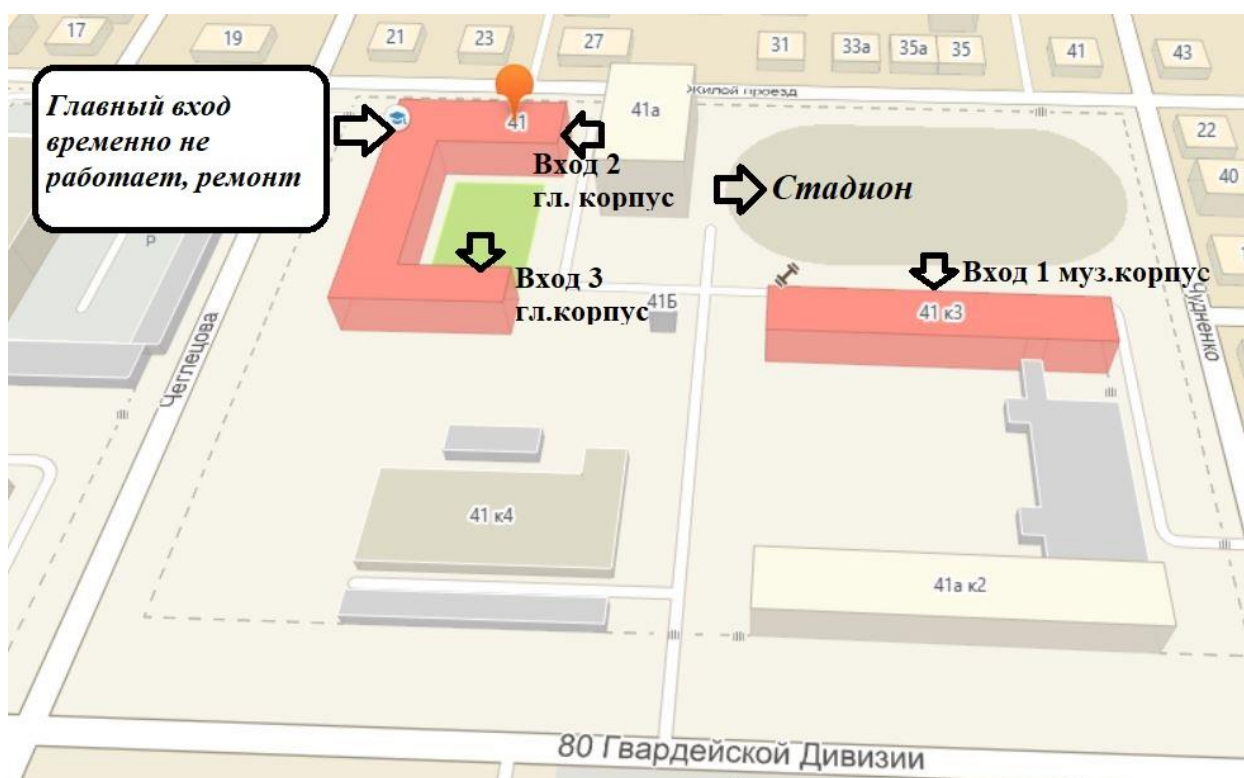 17
19
21
23
27
31
33а
35а
35
41
43
Главный вход
временно не
работает, ремонт
41
41а
жилой проезд
22
40
Вход 2
гл. корпус
Стадион
P
Вход 3
гл.корпус
41Б
Вход 1 муз.корпус
41 к3
Чудненко
Чеглецова
41 к4
41а к2
80 Гвардейской Дивизии